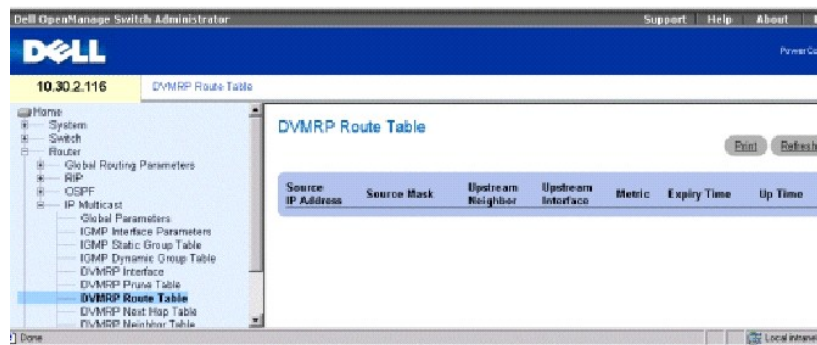 Dell OpenManage Switch Administrator
Support Help About
DELL
10.30.2.116 DVMRP Route Table
Home
System
Switch
Router
Global Routing Parameters
RIP
OSPF
IP Multicast
Global Parameters
IGMP Interface Parameters
IGMP Static Group Table
IGMP Dynamic Group Table
DVMRP Interface
DVMRP Prune Table
DVMRP Route Table
DVMRP Next Hop Table
DVMRP Neighbor Table
DVMRP Route Table
Print Refresh
Source IP Address Source Mask Upstream Neighbor Upstream Interface Metric Expiry Time Up Time
Done
Local intrane